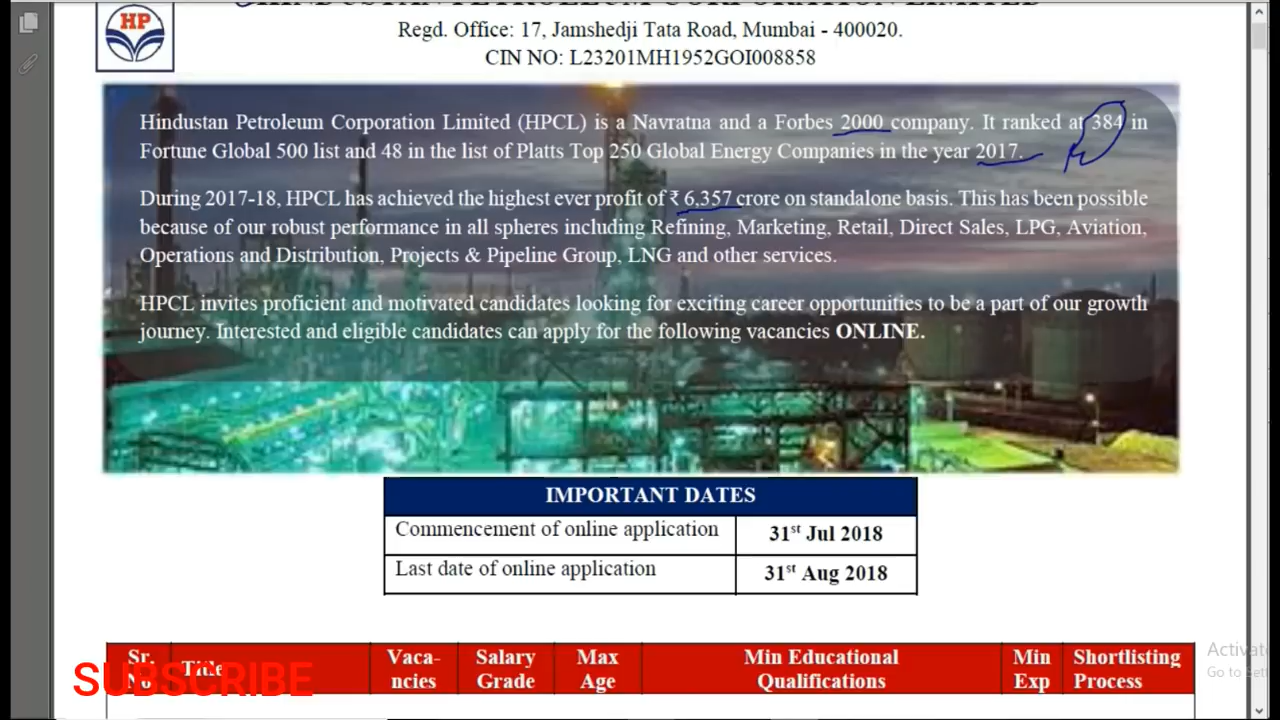 HINDUSTAN PETROLEUM CORPORATION LIMITED
HP
Regd. Office: 17, Jamshedji Tata Road, Mumbai - 400020.
CIN NO: L23201MH1952GOI008858
Hindustan Petroleum Corporation Limited (HPCL) is a Navratna and a Forbes 2000 company. It ranked at 384 in
Fortune Global 500 list and 48 in the list of Platts Top 250 Global Energy Companies in the year 2017.
During 2017-18, HPCL has achieved the highest ever profit of ₹ 6,357 crore on standalone basis. This has been possible
because of our robust performance in all spheres including Refining, Marketing, Retail, Direct Sales, LPG, Aviation,
Operations and Distribution, Projects & Pipeline Group, LNG and other services.
HPCL invites proficient and motivated candidates looking for exciting career opportunities to be a part of our growth
journey. Interested and eligible candidates can apply for the following vacancies ONLINE.
IMPORTANT DATES
Commencement of online application 31st Jul 2018
Last date of online application 31st Aug 2018
Sr. No Title Vaca-ncies Salary Grade Max Age Min Educational Qualifications Min Exp Shortlisting Process
SUBSCRIBE
Activate